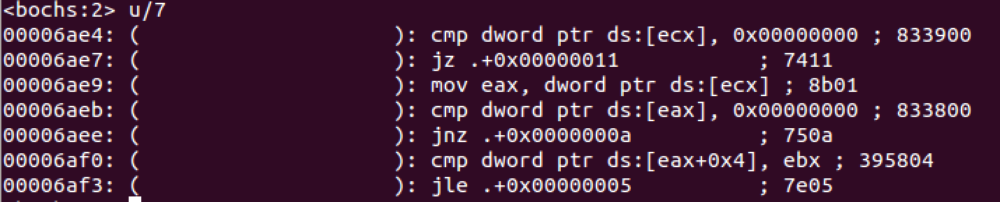 <bochs:2> u/7
00006ae4: (                    ): cmp dword ptr ds:[ecx], 0x00000000 ; 833900
00006ae7: (                    ): jz .+0x00000011           ; 7411
00006ae9: (                    ): mov eax, dword ptr ds:[ecx] ; 8b01
00006aeb: (                    ): cmp dword ptr ds:[eax], 0x00000000 ; 833800
00006aee: (                    ): jnz .+0x0000000a          ; 750a
00006af0: (                    ): cmp dword ptr ds:[eax+0x4], ebx ; 395804
00006af3: (                    ): jle .+0x00000005          ; 7e05